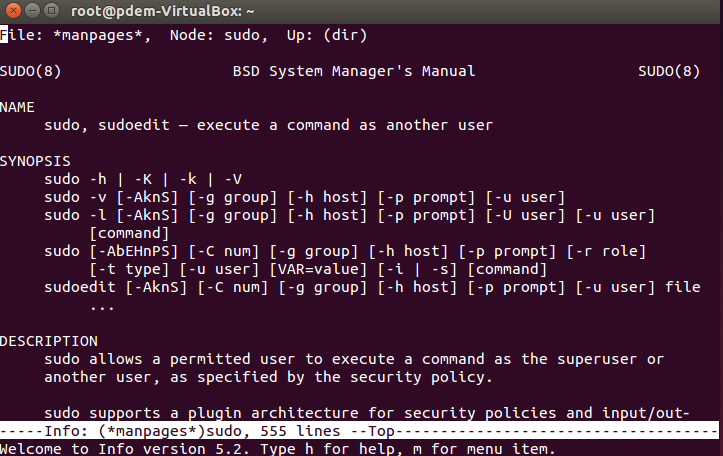 root@pdem-VirtualBox: ~
File: *manpages*,  Node: sudo,  Up: (dir)
SUDO(8)                   BSD System Manager's Manual                  SUDO(8)
NAME
     sudo, sudoedit — execute a command as another user
SYNOPSIS
     sudo -h | -K | -k | -V
     sudo -v [-AknS] [-g group] [-h host] [-p prompt] [-u user]
     sudo -l [-AknS] [-g group] [-h host] [-p prompt] [-U user] [-u user]
          [command]
     sudo [-AbEHnPS] [-C num] [-g group] [-h host] [-p prompt] [-r role]
          [-t type] [-u user] [VAR=value] [-i | -s] [command]
     sudoedit [-AknS] [-C num] [-g group] [-h host] [-p prompt] [-u user] file
          ...
DESCRIPTION
     sudo allows a permitted user to execute a command as the superuser or
     another user, as specified by the security policy.
     sudo supports a plugin architecture for security policies and input/out-
-----Info: (*manpages*)sudo, 555 lines --Top------------------------------------
Welcome to Info version 5.2. Type h for help, m for menu item.